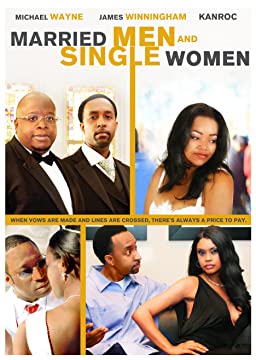 MICHAEL WAYNE JAMES WINNINGHAM KANROC
MARRIED MEN AND
SINGLE WOMEN
WHEN VOWS ARE MADE AND LINES ARE CROSSED, THERE'S ALWAYS A PRICE TO PAY.